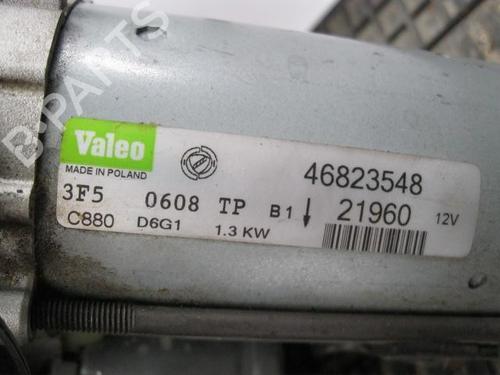 B-PARTS
Valeo
MADE IN POLAND
46823548
3F5 0608 TP B1 21960 12V
C880 D6G1 1.3 KW